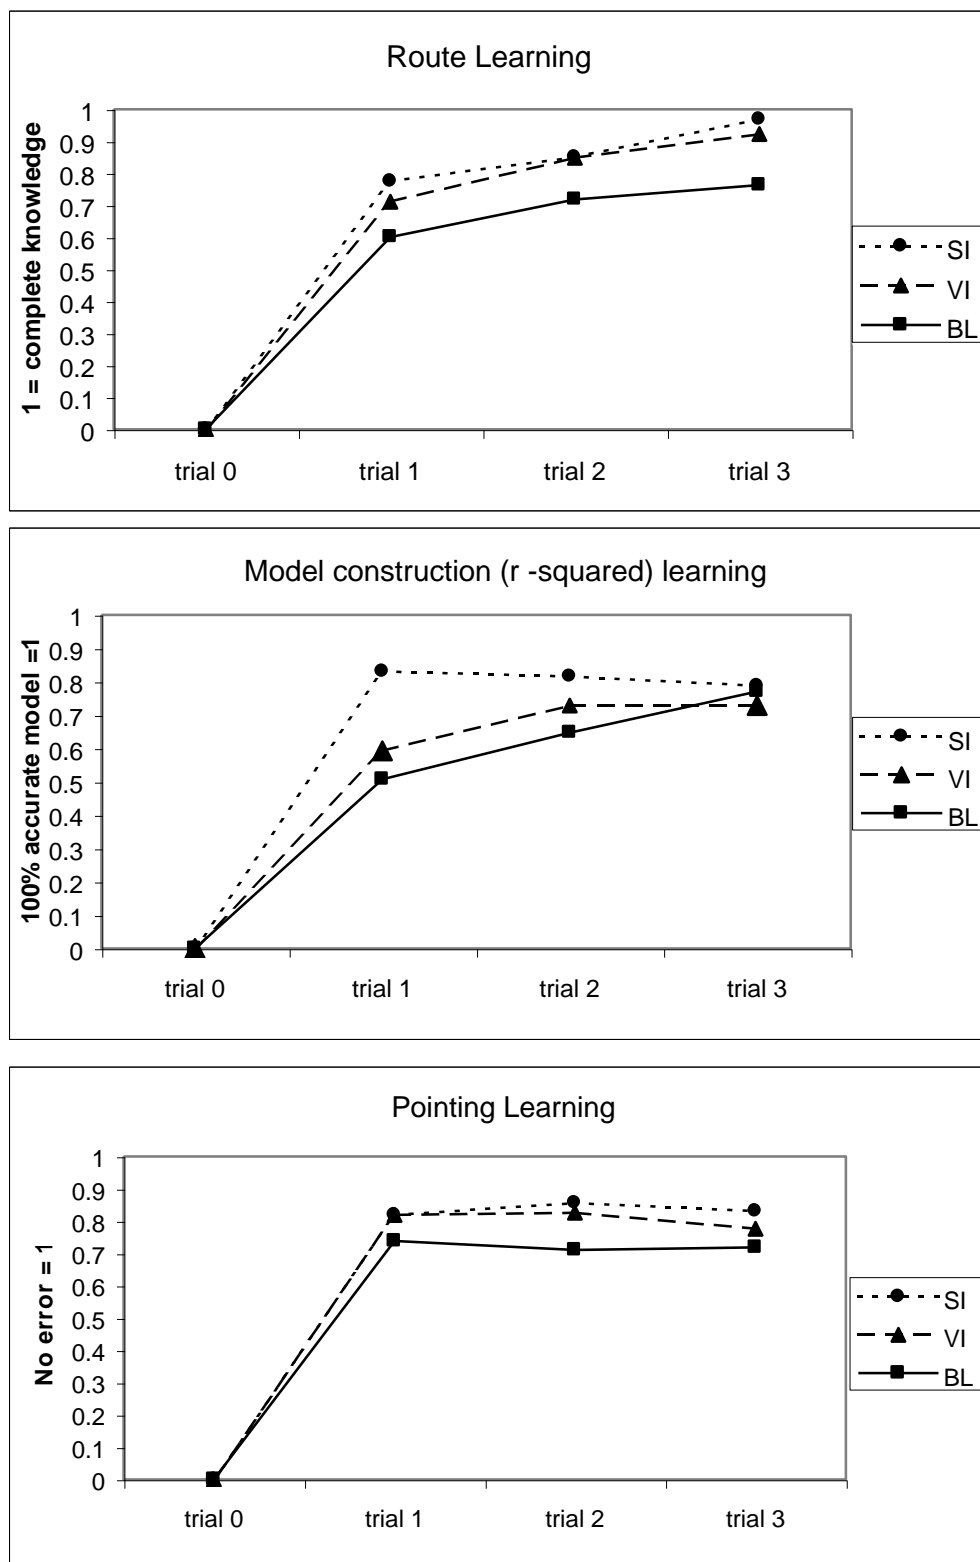 Route Learning
1 = complete knowledge
1
0.9
0.8
0.7
0.6
0.5
0.4
0.3
0.2
0.1
0
trial 0 trial 1 trial 2 trial 3
SI
VI
BL
Model construction (r -squared) learning
100% accurate model =1
1
0.9
0.8
0.7
0.6
0.5
0.4
0.3
0.2
0.1
0
trial 0 trial 1 trial 2 trial 3
SI
VI
BL
Pointing Learning
No error = 1
1
0.9
0.8
0.7
0.6
0.5
0.4
0.3
0.2
0.1
0
trial 0 trial 1 trial 2 trial 3
SI
VI
BL